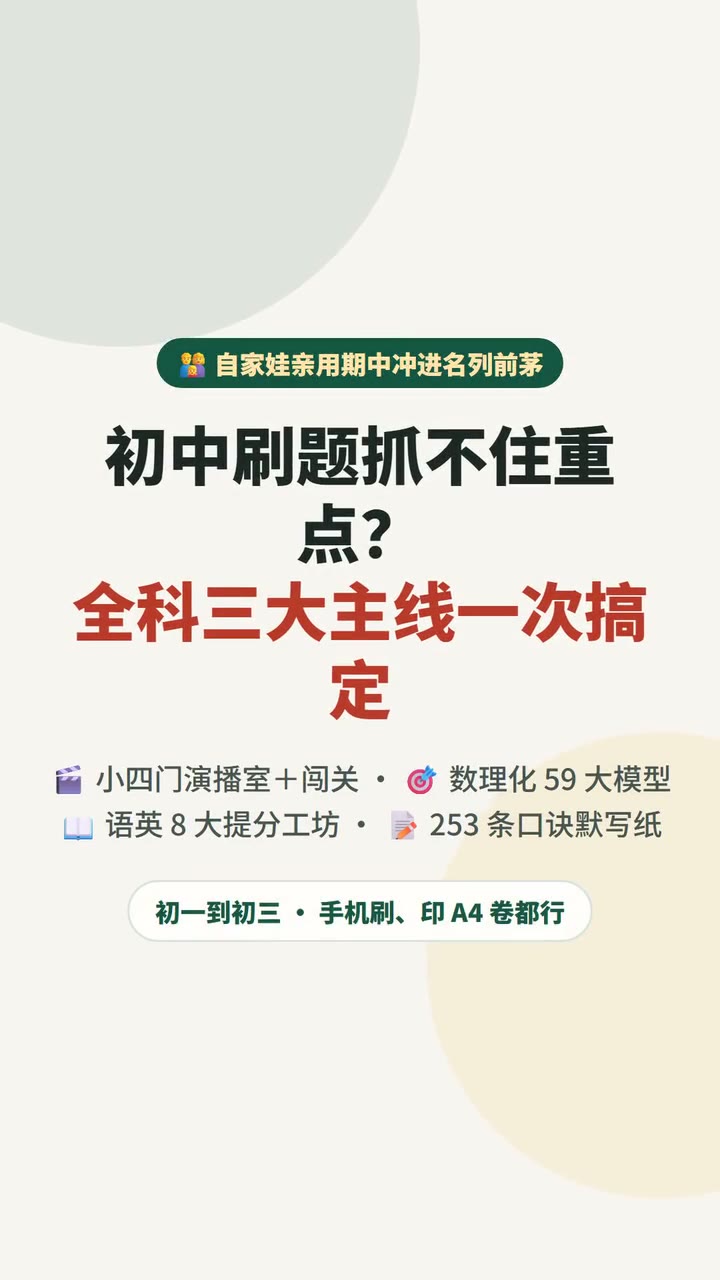 自家娃亲用期中冲进名列前茅
初中刷题抓不住重
点？
全科三大主线一次搞
定
小四门演播室＋闯关 · 数理化 59 大模型
语英 8 大提分工坊 · 253 条口诀默写纸
初一到初三 · 手机刷、印 A4 卷都行